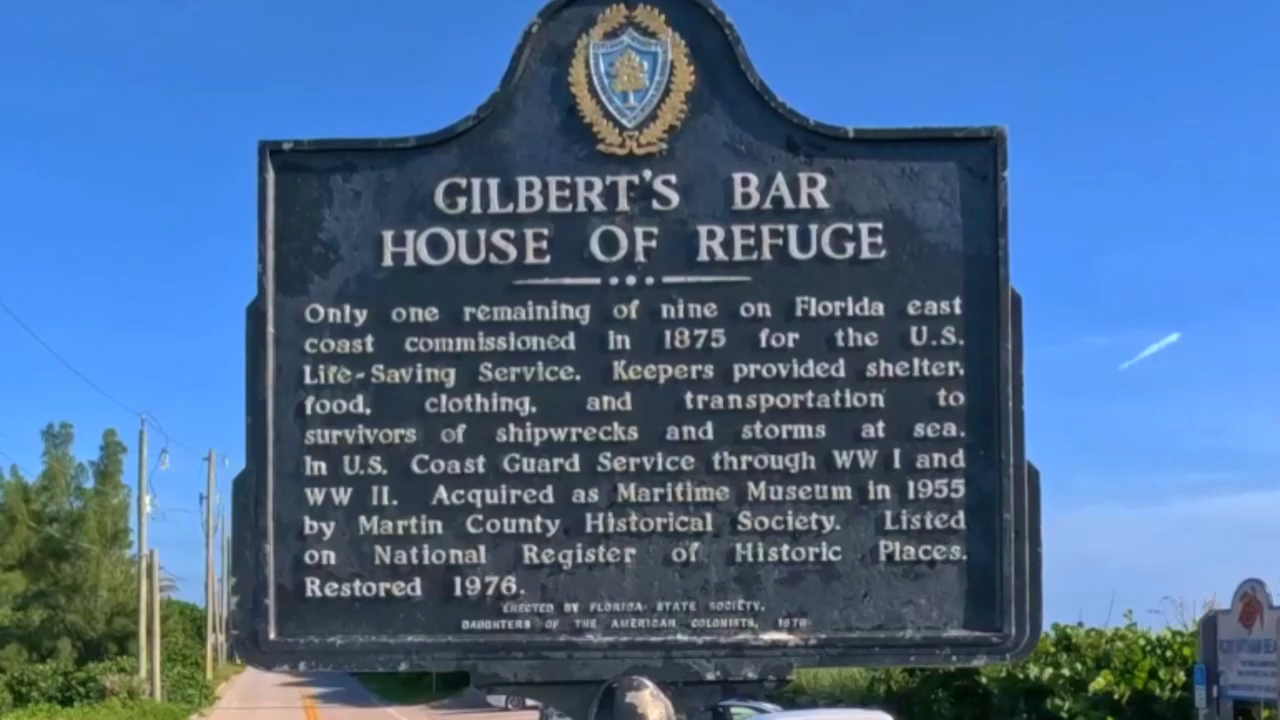 GILBERT'S BAR
HOUSE OF REFUGE
Only one remaining of nine on Florida east
coast commissioned in 1875 for the U.S.
Life-Saving Service. Keepers provided shelter,
food, clothing, and transportation to
survivors of shipwrecks and storms at sea.
In U.S. Coast Guard Service through WW I and
WW II. Acquired as Maritime Museum in 1955
by Martin County Historical Society. Listed
on National Register of Historic Places.
Restored 1976.
ERECTED BY FLORIDA STATE SOCIETY,
DAUGHTERS OF THE AMERICAN COLONISTS, 1976